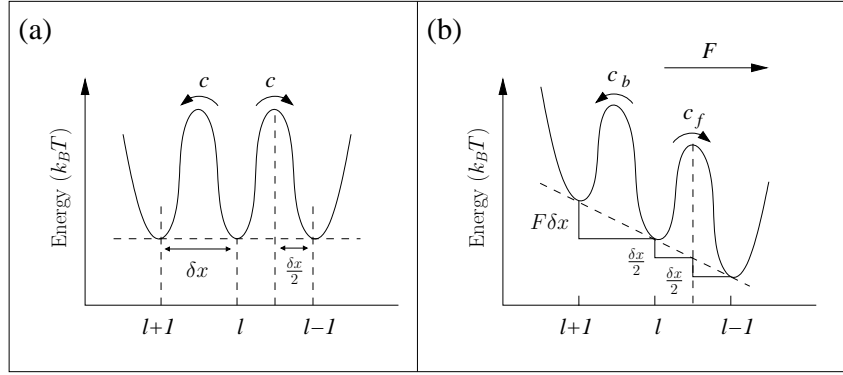 (a)
c
c
Energy (k_BT)
δx
δx/2
l+1
l
l−1
(b)
F
c_b
c_f
Energy (k_BT)
Fδx
δx/2
δx/2
l+1
l
l−1